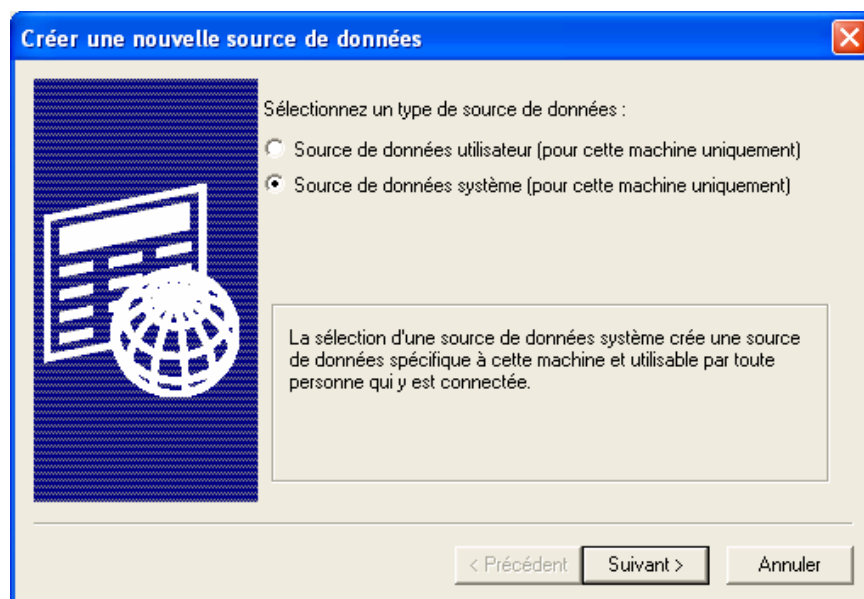 Créer une nouvelle source de données
Sélectionnez un type de source de données :
Source de données utilisateur (pour cette machine uniquement)
Source de données système (pour cette machine uniquement)
La sélection d'une source de données système crée une source
de données spécifique à cette machine et utilisable par toute
personne qui y est connectée.
< Précédent
Suivant >
Annuler